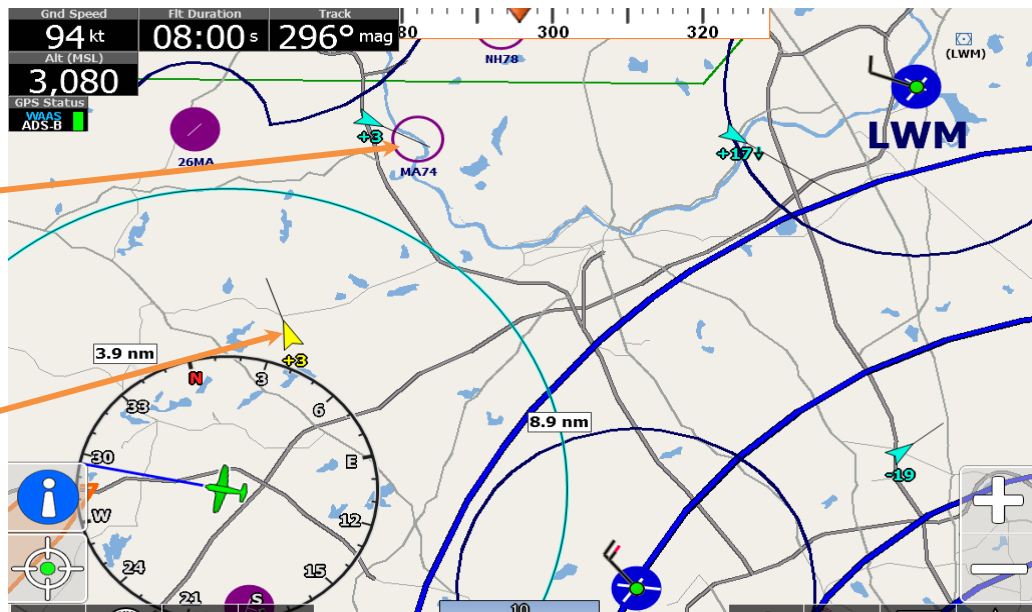 Gnd Speed
94 kt
Flt Duration
08:00 s
Track
296° mag
80
300
320
Alt (MSL)
3,080
GPS Status
WAAS
ADS-B
NH78
(LWM)
LWM
26MA
+3
MA74
+17
3.9 nm
+3
N
3
6
33
30
E
W
12
24
15
21
S
8.9 nm
-19
10